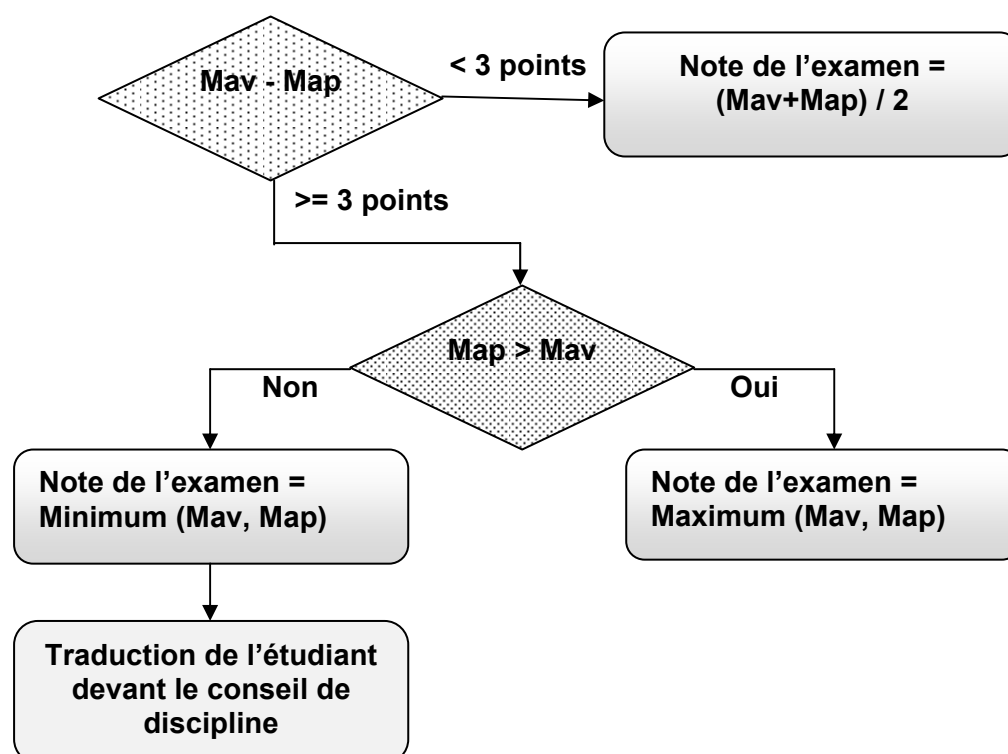 Mav - Map
< 3 points
Note de l’examen =
(Mav+Map) / 2
>= 3 points
Map > Mav
Non
Oui
Note de l’examen =
Minimum (Mav, Map)
Note de l’examen =
Maximum (Mav, Map)
Traduction de l’étudiant
devant le conseil de
discipline